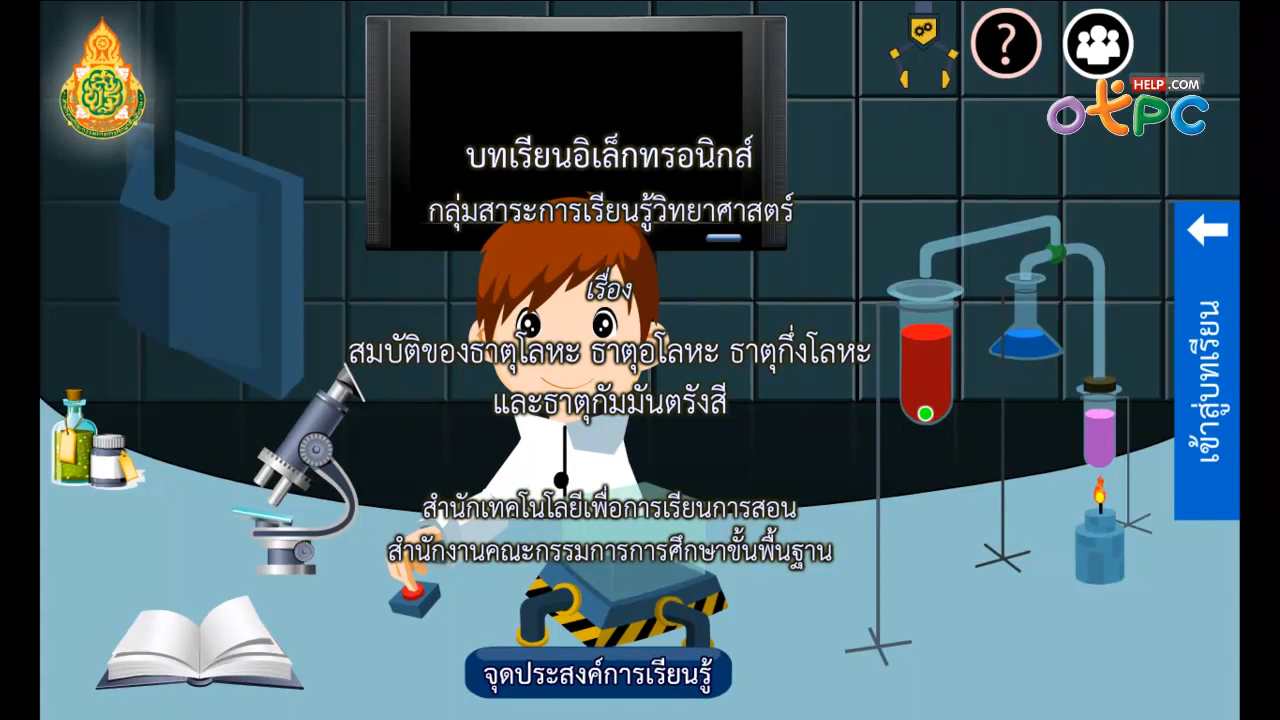 HELP.COM
OTPC
บทเรียนอิเล็กทรอนิกส์
กลุ่มสาระการเรียนรู้วิทยาศาสตร์
เรื่อง
สมบัติของธาตุโลหะ ธาตุอโลหะ ธาตุกึ่งโลหะ
และธาตุกัมมันตรังสี
สำนักเทคโนโลยีเพื่อการเรียนการสอน
สำนักงานคณะกรรมการการศึกษาขั้นพื้นฐาน
จุดประสงค์การเรียนรู้
เข้าสู่บทเรียน